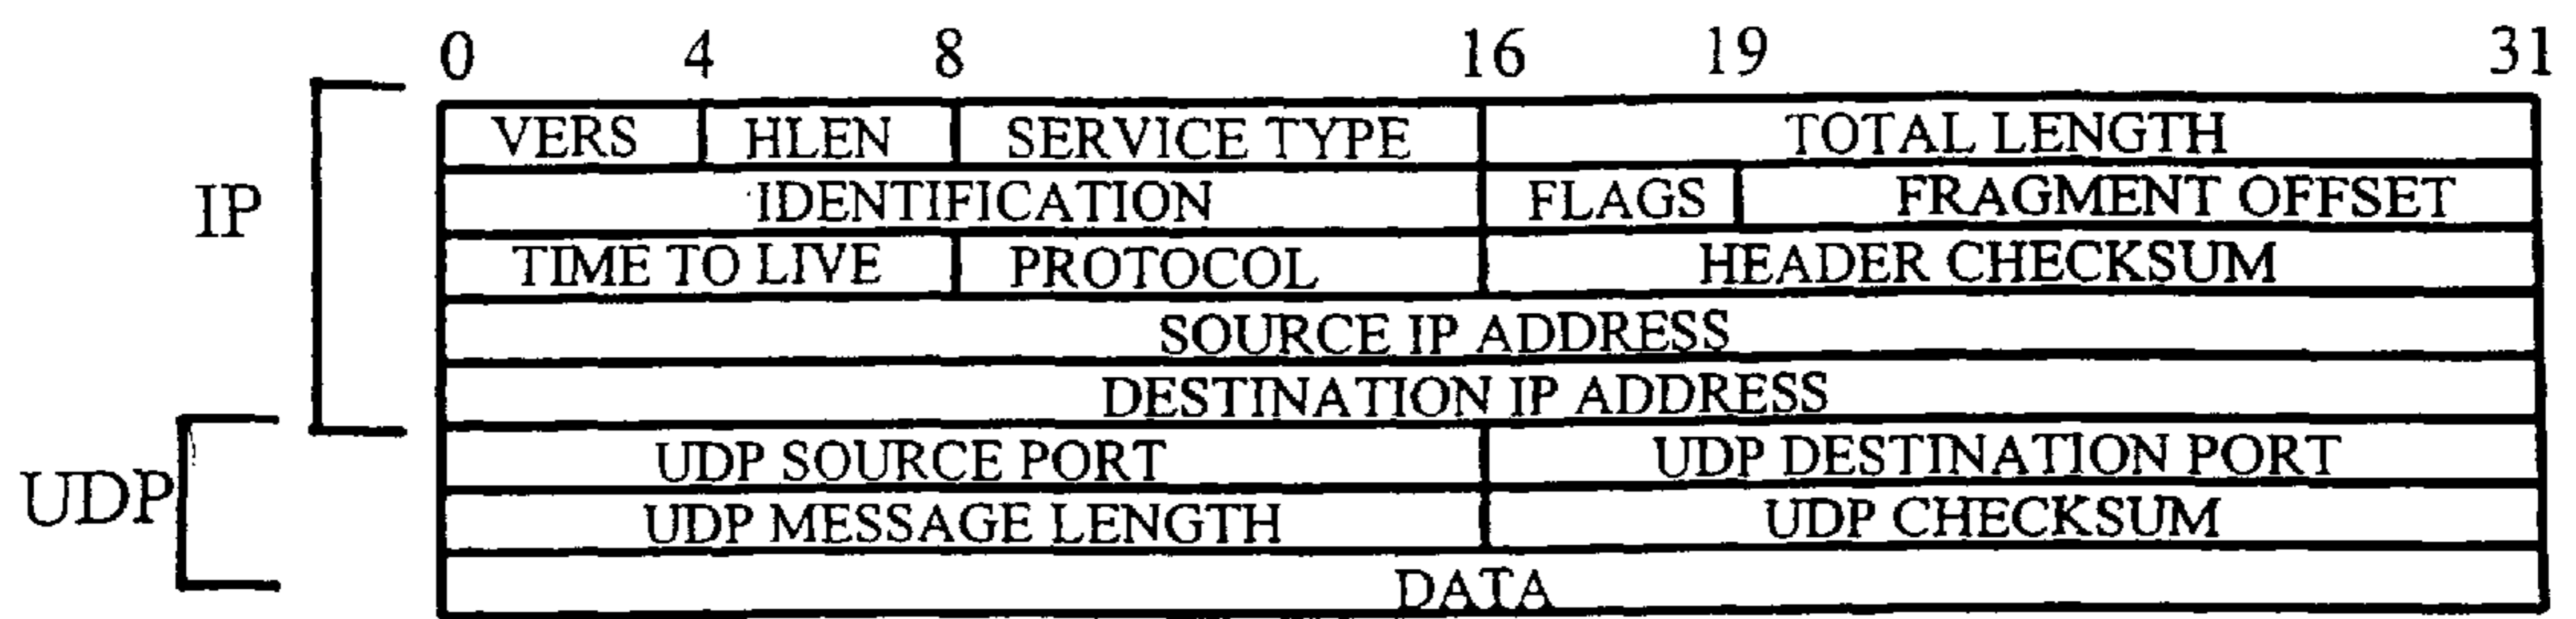 0 4 8 16 19 31
VERS HLEN SERVICE TYPE TOTAL LENGTH
IP
IDENTIFICATION FLAGS FRAGMENT OFFSET
TIME TO LIVE PROTOCOL HEADER CHECKSUM
SOURCE IP ADDRESS
DESTINATION IP ADDRESS
UDP
UDP SOURCE PORT UDP DESTINATION PORT
UDP MESSAGE LENGTH UDP CHECKSUM
DATA